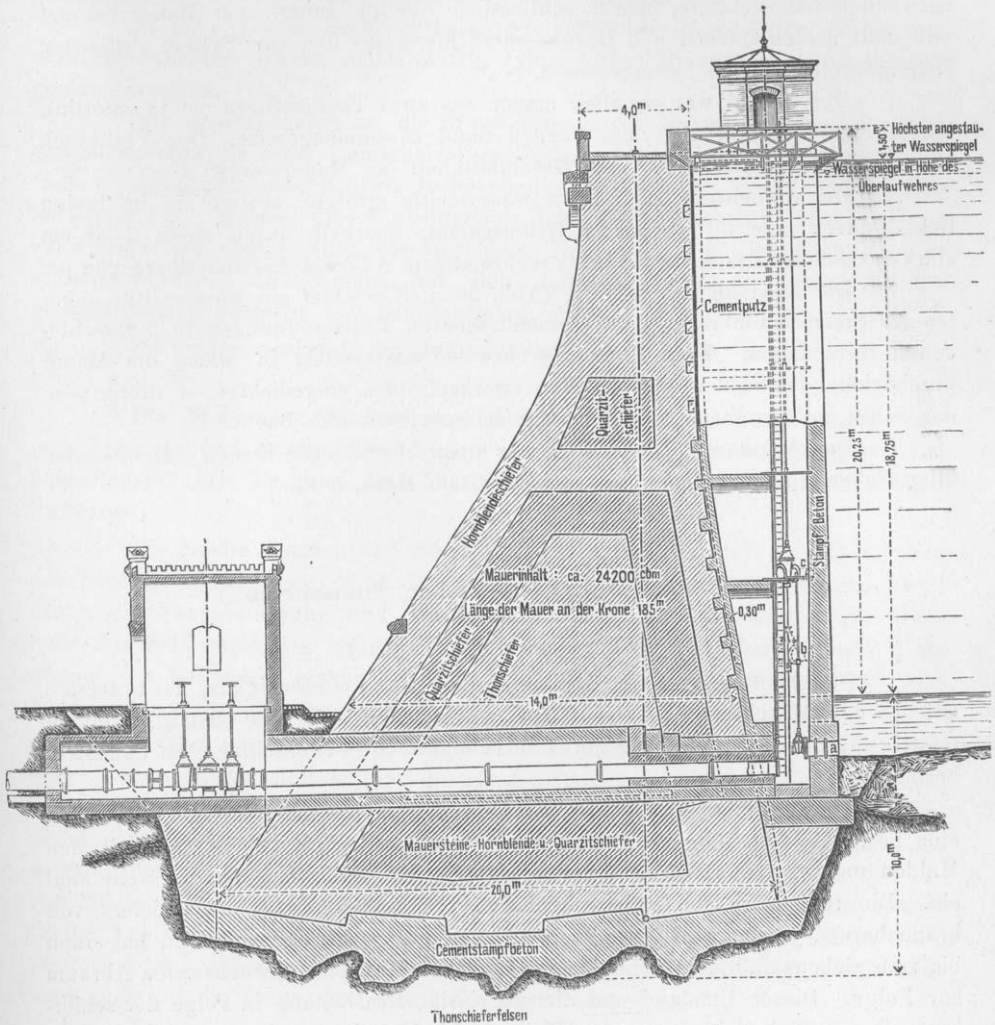 4,0ᵐ
1,50ᵐ
Höchster angestau-
ter Wasserspiegel
Wasserspiegel in Höhe des
Überlaufwehres
Cementputz
Quarzit-
schiefer
Hornblendeschiefer
20,25ᵐ
18,75ᵐ
Stampf Beton
Mauerinhalt : ca. 24200 cbm
Länge der Mauer an der Krone 185ᵐ
0,30ᵐ
c
b
Quarzitschiefer
Thonschiefer
14,0ᵐ
a
Mauersteine = Hornblende u. Quarzitschiefer
10,0ᵐ
20,0ᵐ
Cementstampfbeton
Thonschieferfelsen